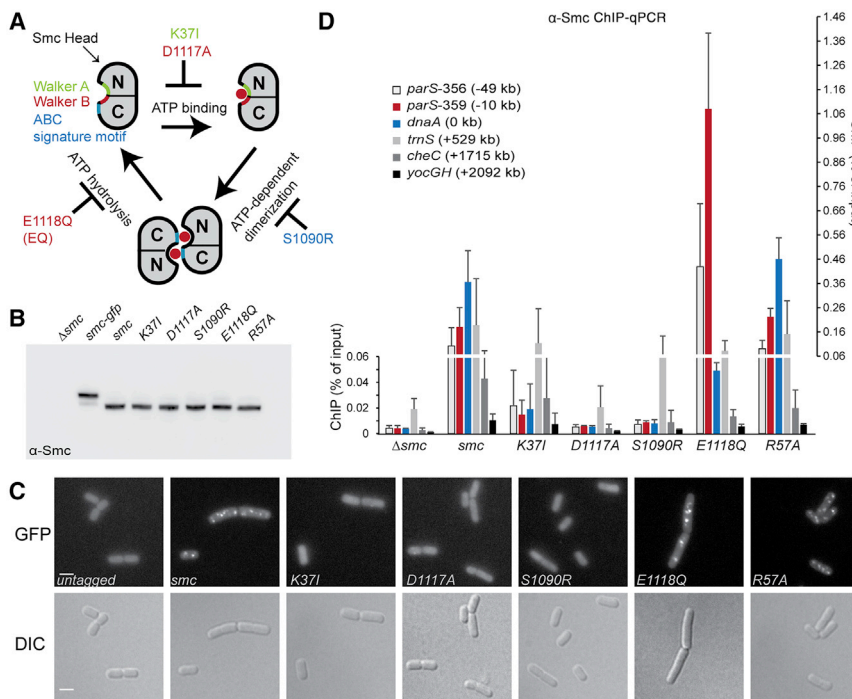 A
Smc Head
K37I
D1117A
N
C
N
C
Walker A
Walker B
ABC
signature motif
ATP binding
ATP hydrolysis
ATP-dependent
dimerization
E1118Q
(EQ)
C
N
N
C
S1090R
B
Δsmc
smc-gfp
smc
K37I
D1117A
S1090R
E1118Q
R57A
α-Smc
D
α-Smc ChIP-qPCR
parS-356 (-49 kb)
parS-359 (-10 kb)
dnaA (0 kb)
trnS (+529 kb)
cheC (+1715 kb)
yocGH (+2092 kb)
1.46
1.36
1.26
1.16
1.06
0.96
0.86
0.76
0.66
0.56
0.46
0.36
0.26
0.16
0.06
ChIP (% of input)
0.06
0.04
0.02
0
Δsmc
smc
K37I
D1117A
S1090R
E1118Q
R57A
C
GFP
untagged
smc
K37I
D1117A
S1090R
E1118Q
R57A
DIC